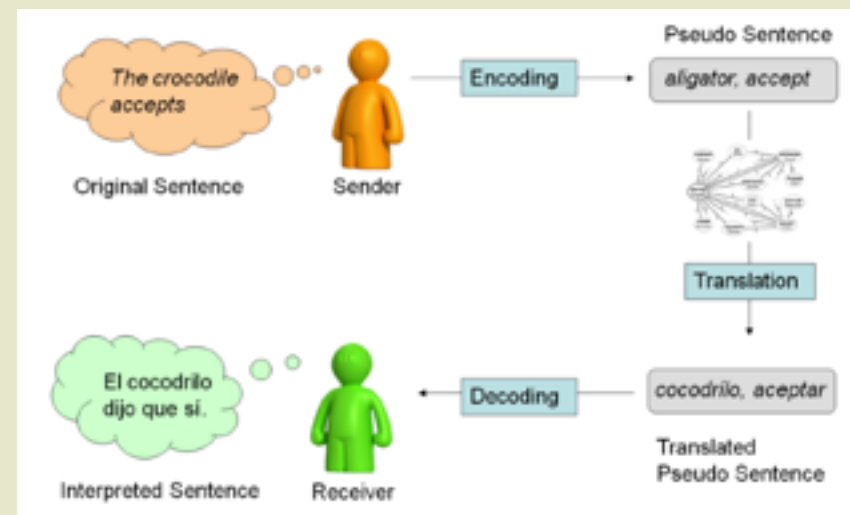 The crocodile
accepts
Original Sentence
Sender
Encoding
Pseudo Sentence
aligator, accept
Translation
cocodrilo, aceptar
Translated
Pseudo Sentence
Decoding
Receiver
El cocodrilo
dijo que sí.
Interpreted Sentence